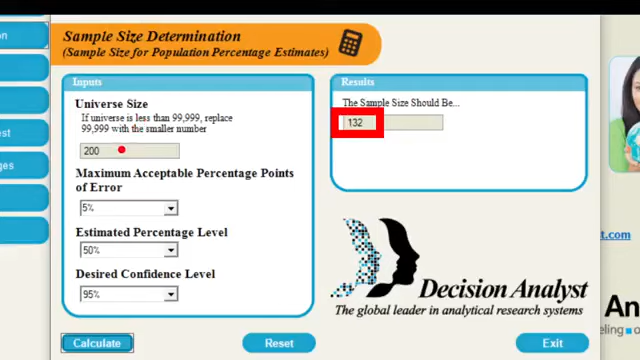 on
est
ges
Sample Size Determination
(Sample Size for Population Percentage Estimates)
Inputs
Universe Size
If universe is less than 99,999, replace
99,999 with the smaller number
200
Maximum Acceptable Percentage Points
of Error
5%
Estimated Percentage Level
50%
Desired Confidence Level
95%
Calculate
Reset
Exit
Results
The Sample Size Should Be...
132
Decision Analyst
The global leader in analytical research systems
st.com
An
eling